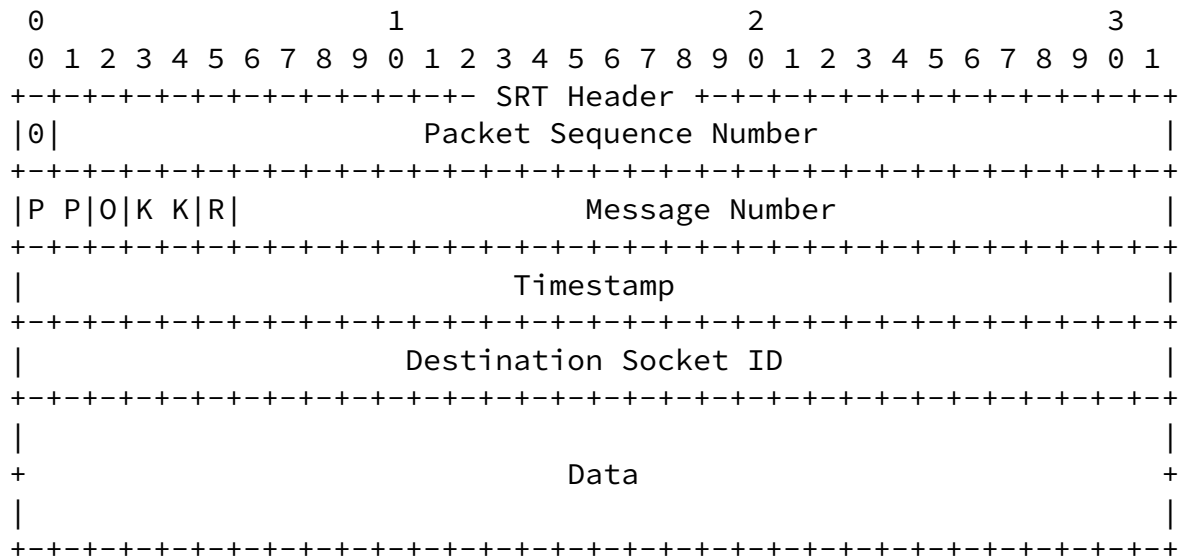 0                   1                   2                   3
 0 1 2 3 4 5 6 7 8 9 0 1 2 3 4 5 6 7 8 9 0 1 2 3 4 5 6 7 8 9 0 1
+-+-+-+-+-+-+-+-+-+-+-+-+- SRT Header +-+-+-+-+-+-+-+-+-+-+-+-+-+
|0|                    Packet Sequence Number                   |
+-+-+-+-+-+-+-+-+-+-+-+-+-+-+-+-+-+-+-+-+-+-+-+-+-+-+-+-+-+-+-+-+
|P P|O|K K|R|                   Message Number                  |
+-+-+-+-+-+-+-+-+-+-+-+-+-+-+-+-+-+-+-+-+-+-+-+-+-+-+-+-+-+-+-+-+
|                           Timestamp                           |
+-+-+-+-+-+-+-+-+-+-+-+-+-+-+-+-+-+-+-+-+-+-+-+-+-+-+-+-+-+-+-+-+
|                     Destination Socket ID                     |
+-+-+-+-+-+-+-+-+-+-+-+-+-+-+-+-+-+-+-+-+-+-+-+-+-+-+-+-+-+-+-+-+
|                                                               |
+                              Data                             +
|                                                               |
+-+-+-+-+-+-+-+-+-+-+-+-+-+-+-+-+-+-+-+-+-+-+-+-+-+-+-+-+-+-+-+-+